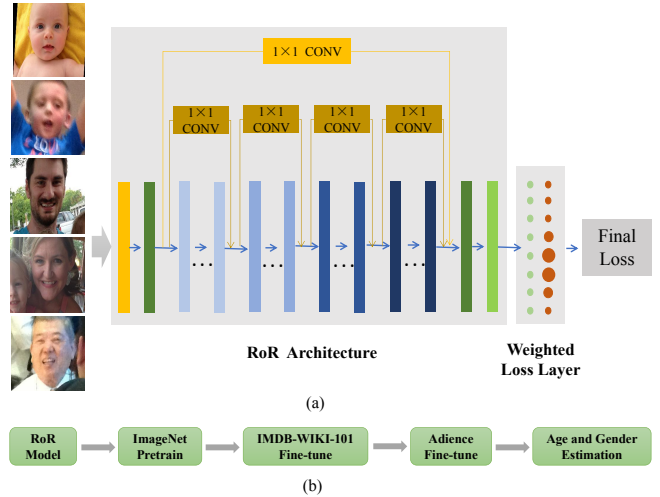 1×1 CONV
1×1
CONV
1×1
CONV
1×1
CONV
1×1
CONV
... ... ... ...
RoR Architecture
Weighted
Loss Layer
Final
Loss
(a)
RoR
Model
ImageNet
Pretrain
IMDB-WIKI-101
Fine-tune
Adience
Fine-tune
Age and Gender
Estimation
(b)